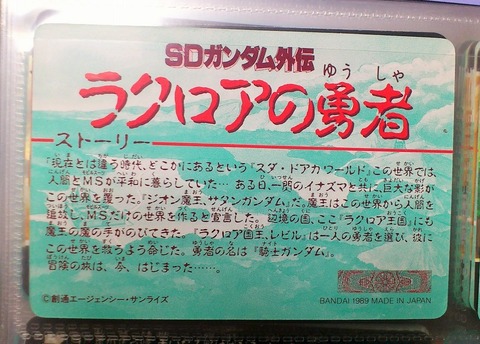 SDガンダム外伝
ゆう しゃ
ラクロアの勇者
ストーリー
「現在とは違う時代、どこかにあるという「スダ・ドアカワールド」この世界では、
人間とMSが平和に暮らしていた…ある日、一閃のイナズマと共に、巨大な影が
この世界を覆った。「ジオン魔王、サタンガンダム」だ。魔王はこの世界から人間を
追放し、MSだけの世界を作ると宣言した。辺境の国、ここ「ラクロア王国」にも
魔王の魔の手がのびてきた。「ラクロア国王、レビル」は一人の勇者を選び、彼に
この世界を救うよう命じた。勇者の名は『騎士ガンダム』。
冒険の旅は、今、はじまった……。
©創通エージェンシー・サンライズ
BANDAI 1989 MADE IN JAPAN